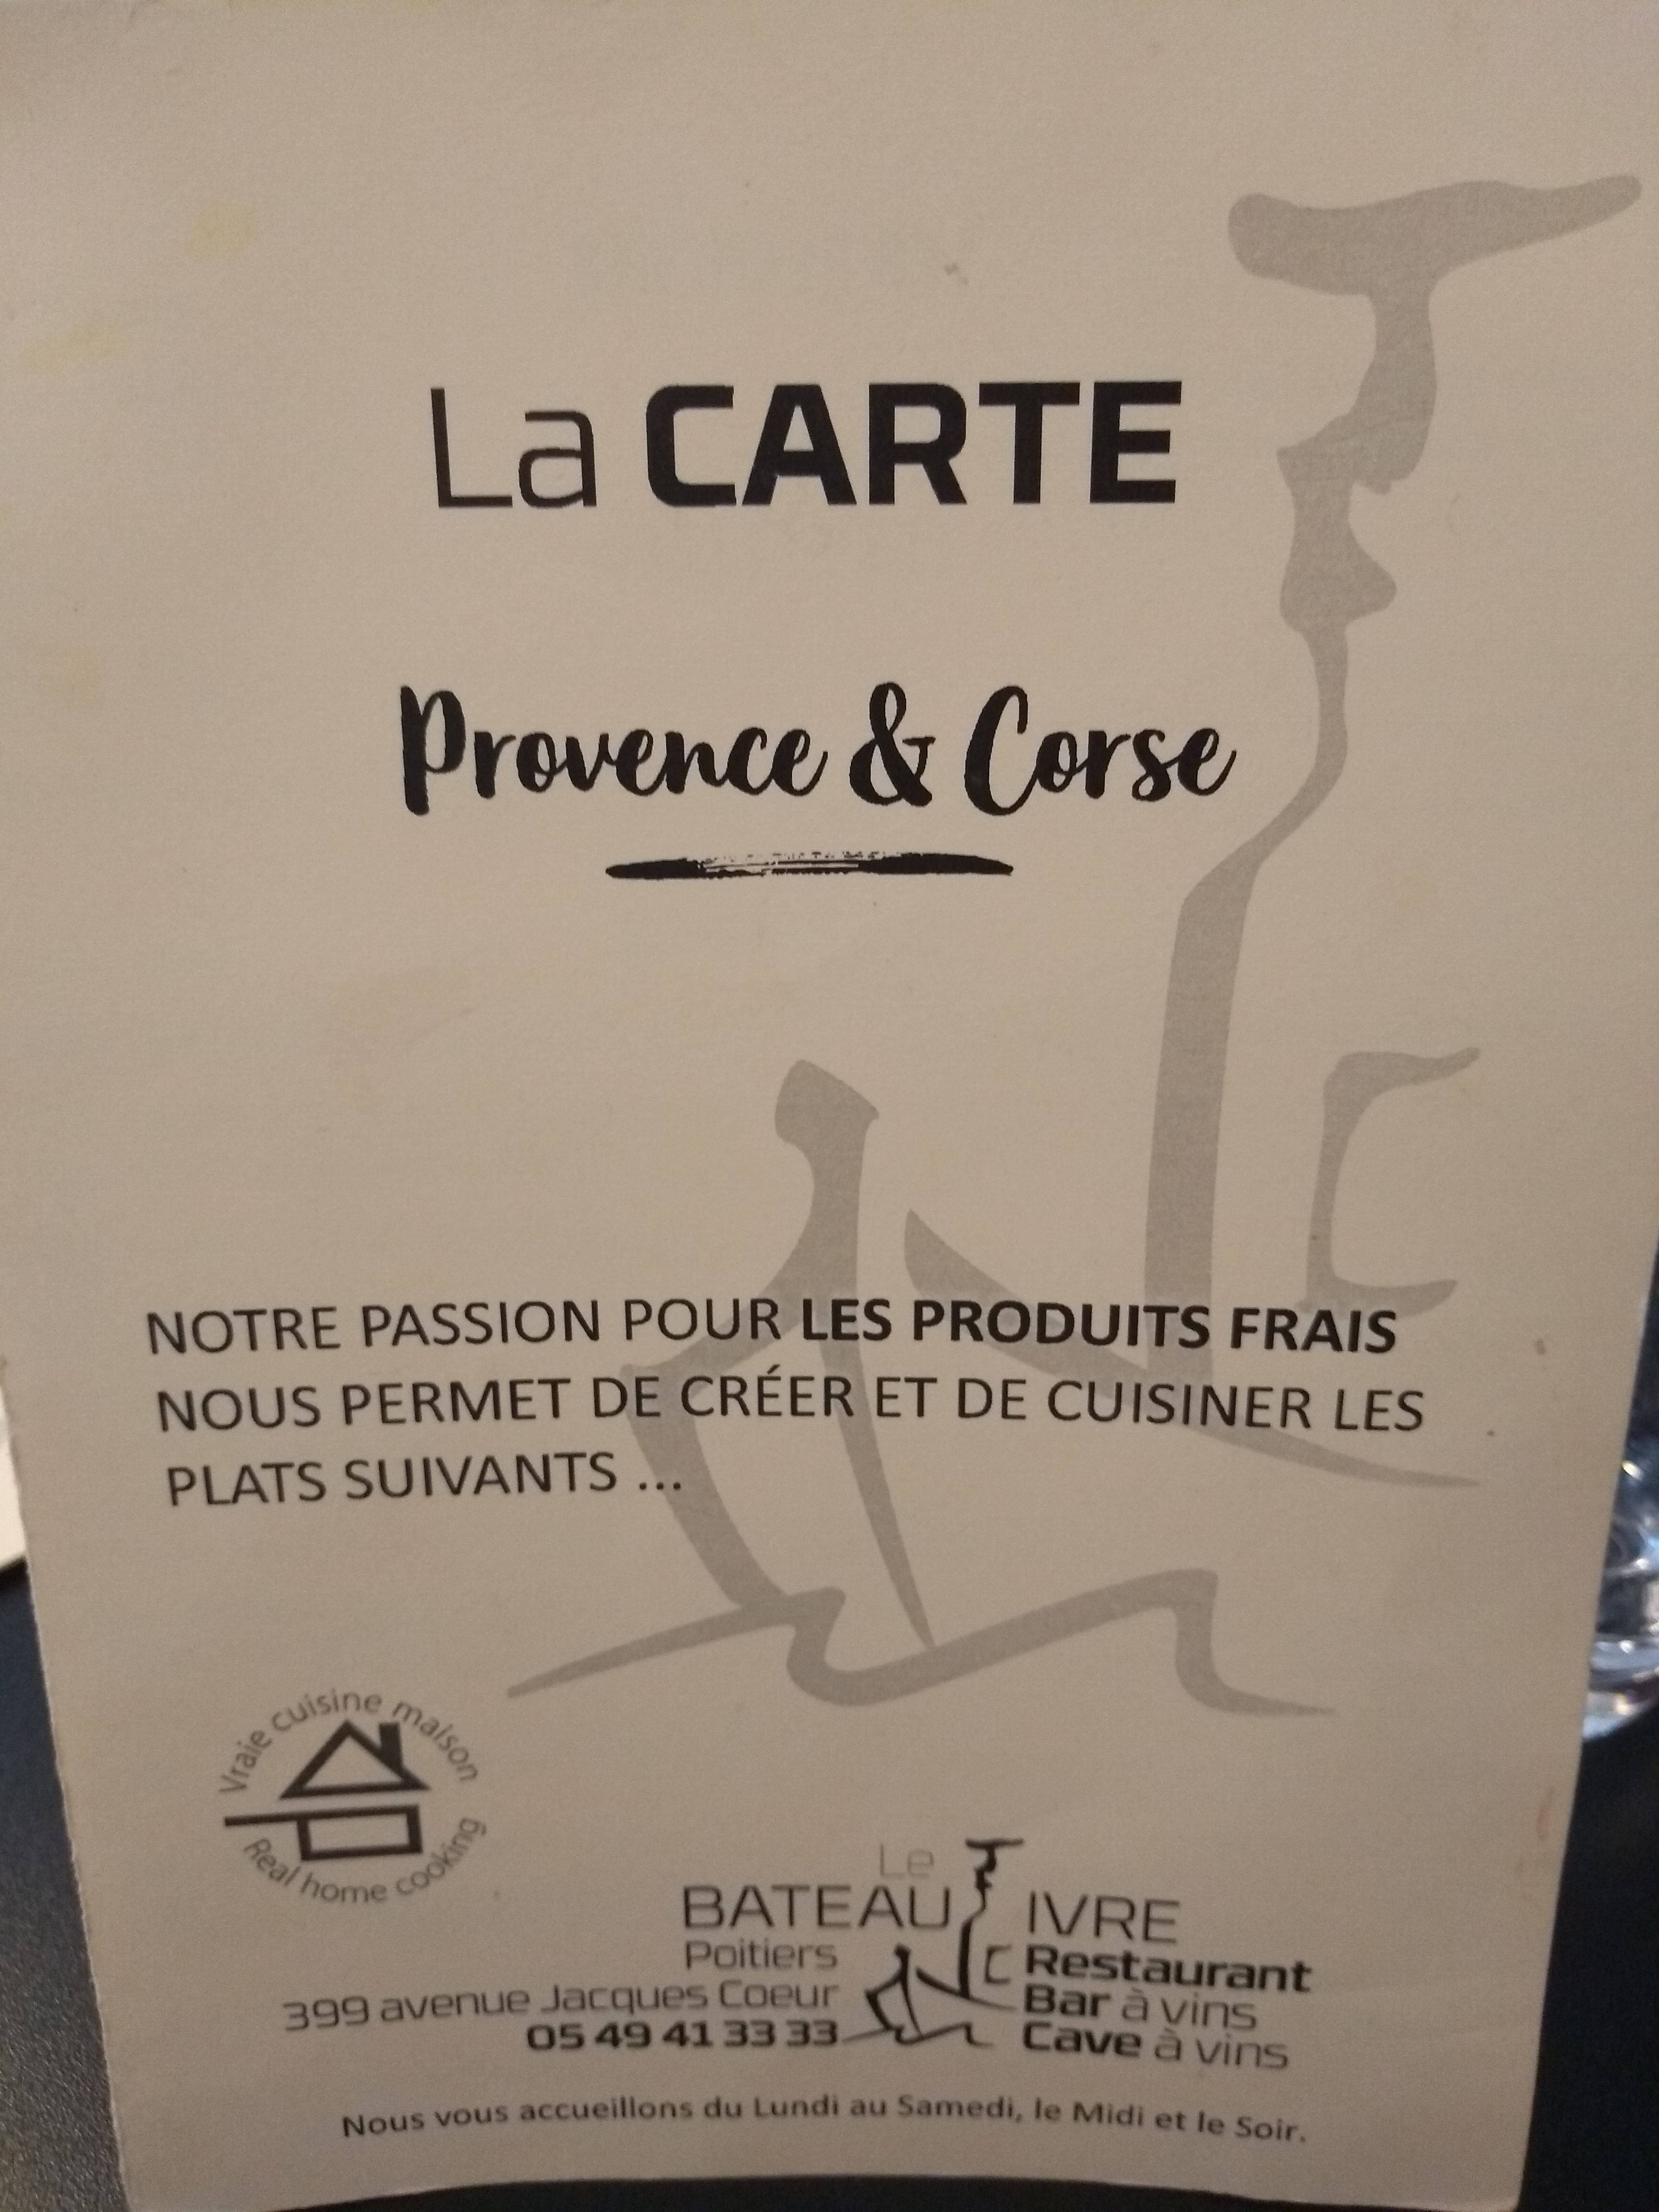 La CARTE
Provence & Corse
NOTRE PASSION POUR LES PRODUITS FRAIS
NOUS PERMET DE CRÉER ET DE CUISINER LES
PLATS SUIVANTS ...
Vraie cuisine maison
Real home cooking
Le
BATEAU IVRE
Poitiers Restaurant
399 avenue Jacques Coeur Bar à vins
05 49 41 33 33 Cave à vins
Nous vous accueillons du Lundi au Samedi, le Midi et le Soir.